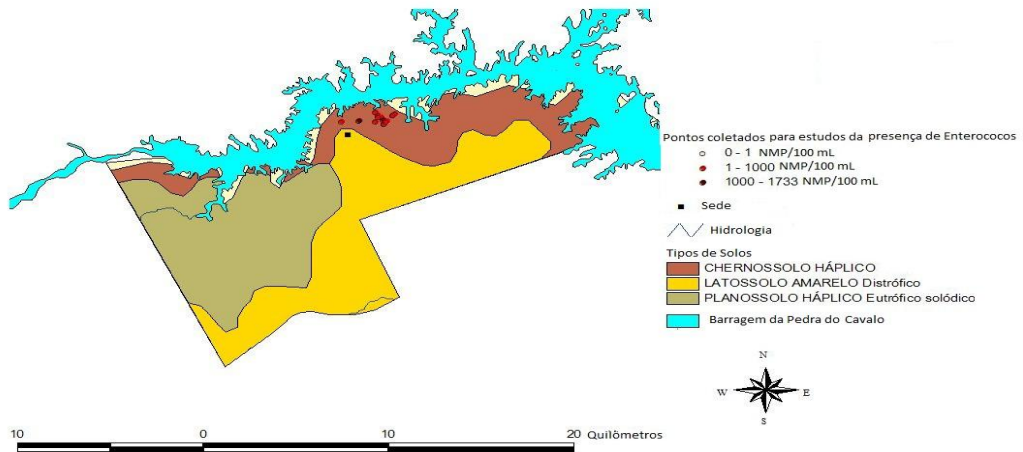 Pontos coletados para estudos da presença de Enterococos
0 - 1 NMP/100 mL
1 - 1000 NMP/100 mL
1000 - 1733 NMP/100 mL
Sede
Hidrologia
Tipos de Solos
CHERNOSSOLO HÁPLICO
LATOSSOLO AMARELO Distrófico
PLANOSSOLO HÁPLICO Eutrófico solódico
Barragem da Pedra do Cavalo
N
W E
S
10 0 10 20 Quilômetros